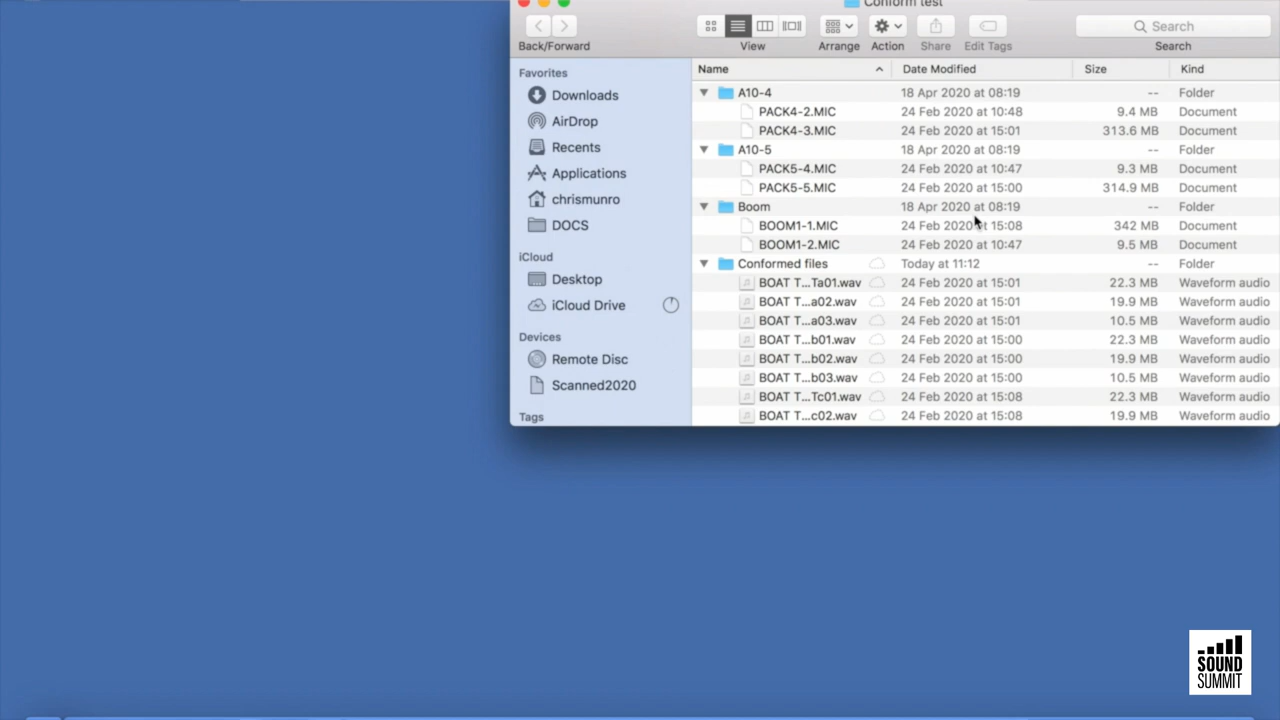 Conform test
Back/Forward
View
Arrange
Action
Share
Edit Tags
Search
Search
Favorites
Downloads
AirDrop
Recents
Applications
chrismunro
DOCS
iCloud
Desktop
iCloud Drive
Devices
Remote Disc
Scanned2020
Tags
Name Date Modified Size Kind
A10-4 18 Apr 2020 at 08:19 -- Folder
PACK4-2.MIC 24 Feb 2020 at 10:48 9.4 MB Document
PACK4-3.MIC 24 Feb 2020 at 15:01 313.6 MB Document
A10-5 18 Apr 2020 at 08:19 -- Folder
PACK5-4.MIC 24 Feb 2020 at 10:47 9.3 MB Document
PACK5-5.MIC 24 Feb 2020 at 15:00 314.9 MB Document
Boom 18 Apr 2020 at 08:19 -- Folder
BOOM1-1.MIC 24 Feb 2020 at 15:08 342 MB Document
BOOM1-2.MIC 24 Feb 2020 at 10:47 9.5 MB Document
Conformed files Today at 11:12 -- Folder
BOAT T...Ta01.wav 24 Feb 2020 at 15:01 22.3 MB Waveform audio
BOAT T...a02.wav 24 Feb 2020 at 15:01 19.9 MB Waveform audio
BOAT T...a03.wav 24 Feb 2020 at 15:01 10.5 MB Waveform audio
BOAT T...b01.wav 24 Feb 2020 at 15:00 22.3 MB Waveform audio
BOAT T...b02.wav 24 Feb 2020 at 15:00 19.9 MB Waveform audio
BOAT T...b03.wav 24 Feb 2020 at 15:00 10.5 MB Waveform audio
BOAT T...Tc01.wav 24 Feb 2020 at 15:08 22.3 MB Waveform audio
BOAT T...c02.wav 24 Feb 2020 at 15:08 19.9 MB Waveform audio
SOUND
SUMMIT